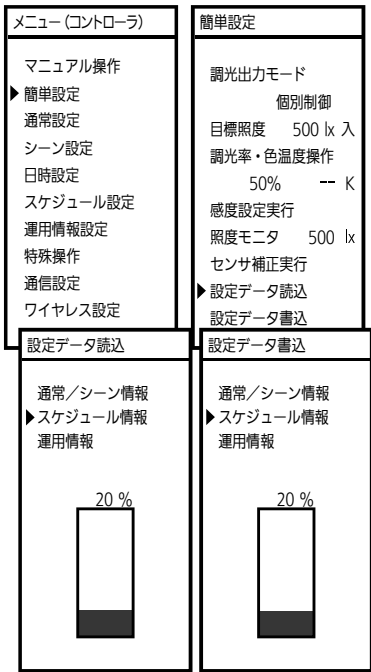 メニュー（コントローラ）
マニュアル操作
▶簡単設定
通常設定
シーン設定
日時設定
スケジュール設定
運用情報設定
特殊操作
通信設定
ワイヤレス設定
簡単設定
調光出力モード
個別制御
目標照度 500 lx 入
調光率・色温度操作
50% -- K
感度設定実行
照度モニタ 500 lx
センサ補正実行
▶設定データ読込
設定データ書込
設定データ読込
通常／シーン情報
▶スケジュール情報
運用情報
20 %
設定データ書込
通常／シーン情報
▶スケジュール情報
運用情報
20 %